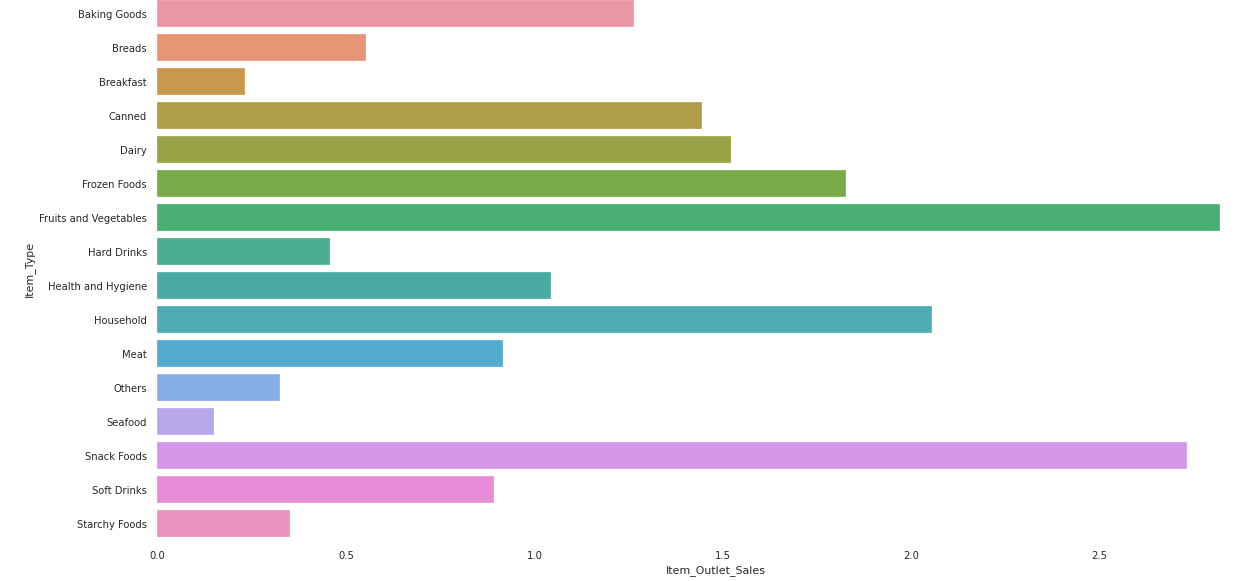 Baking Goods
Breads
Breakfast
Canned
Dairy
Frozen Foods
Fruits and Vegetables
Hard Drinks
Item_Type
Health and Hygiene
Household
Meat
Others
Seafood
Snack Foods
Soft Drinks
Starchy Foods
0.0 0.5 1.0 1.5 2.0 2.5
Item_Outlet_Sales